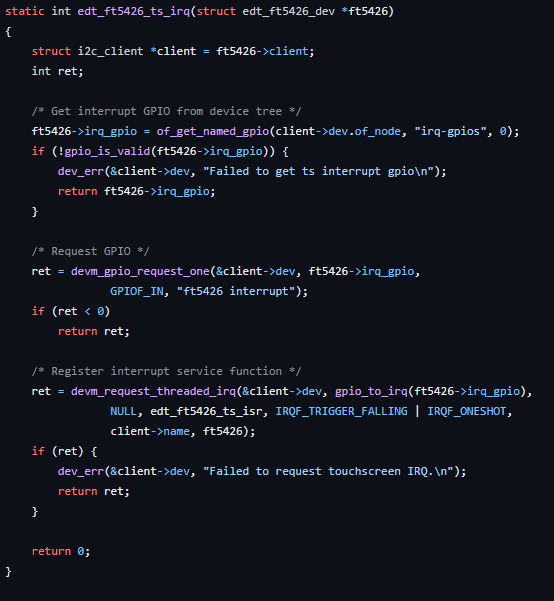 static int edt_ft5426_ts_irq(struct edt_ft5426_dev *ft5426)
{
    struct i2c_client *client = ft5426->client;
    int ret;

    /* Get interrupt GPIO from device tree */
    ft5426->irq_gpio = of_get_named_gpio(client->dev.of_node, "irq-gpios", 0);
    if (!gpio_is_valid(ft5426->irq_gpio)) {
        dev_err(&client->dev, "Failed to get ts interrupt gpio\n");
        return ft5426->irq_gpio;
    }

    /* Request GPIO */
    ret = devm_gpio_request_one(&client->dev, ft5426->irq_gpio,
                GPIOF_IN, "ft5426 interrupt");
    if (ret < 0)
        return ret;

    /* Register interrupt service function */
    ret = devm_request_threaded_irq(&client->dev, gpio_to_irq(ft5426->irq_gpio),
                NULL, edt_ft5426_ts_isr, IRQF_TRIGGER_FALLING | IRQF_ONESHOT,
                client->name, ft5426);
    if (ret) {
        dev_err(&client->dev, "Failed to request touchscreen IRQ.\n");
        return ret;
    }

    return 0;
}